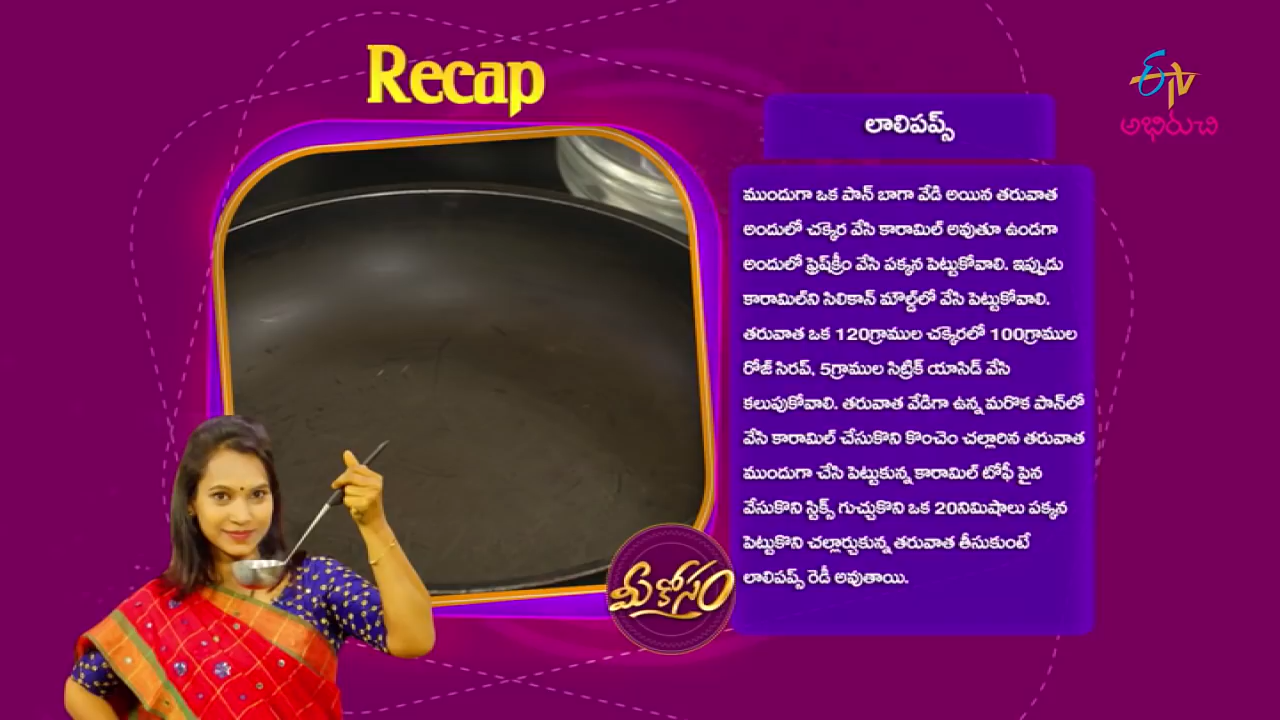 Recap
ETV
అభిరుచి
లాలిపప్స్
ముందుగా ఒక పాన్ బాగా వేడి అయిన తరువాత
అందులో చక్కెర వేసి కారామిల్ అవుతూ ఉండగా
అందులో ఫ్రెష్‌క్రీం వేసి పక్కన పెట్టుకోవాలి. ఇప్పుడు
కారామిల్‌ని సిలికాన్ మౌల్డ్‌లో వేసి పెట్టుకోవాలి.
తరువాత ఒక 120గ్రాముల చక్కెరలో 100గ్రాముల
రోజ్ సిరప్, 5గ్రాముల సిట్రిక్ యాసిడ్ వేసి
కలుపుకోవాలి. తరువాత వేడిగా ఉన్న మరొక పాన్‌లో
వేసి కారామిల్ చేసుకొని కొంచెం చల్లారిన తరువాత
ముందుగా చేసి పెట్టుకున్న కారామిల్ టోఫీ పైన
వేసుకొని స్టిక్స్ గుచ్చుకొని ఒక 20నిమిషాలు పక్కన
పెట్టుకొని చల్లార్చుకున్న తరువాత తీసుకుంటే
లాలిపప్స్ రెడీ అవుతాయి.
మీకోసం